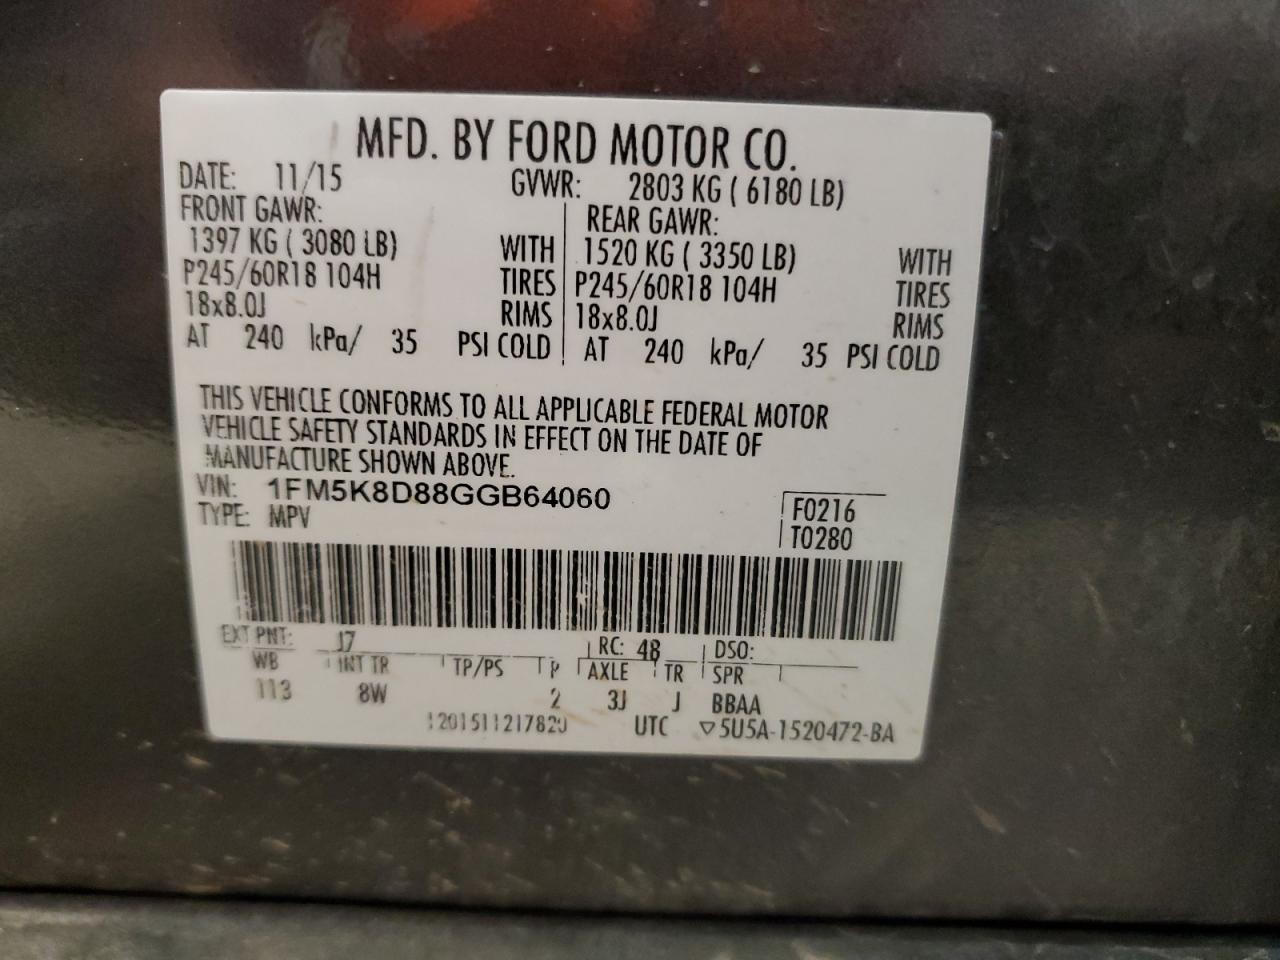 MFD. BY FORD MOTOR CO.
DATE: 11/15 GVWR: 2803 KG ( 6180 LB)
FRONT GAWR: REAR GAWR:
1397 KG ( 3080 LB) WITH 1520 KG ( 3350 LB) WITH
P245/60R18 104H TIRES P245/60R18 104H TIRES
18x8.0J RIMS 18x8.0J RIMS
AT 240 kPa/ 35 PSI COLD AT 240 kPa/ 35 PSI COLD
THIS VEHICLE CONFORMS TO ALL APPLICABLE FEDERAL MOTOR
VEHICLE SAFETY STANDARDS IN EFFECT ON THE DATE OF
MANUFACTURE SHOWN ABOVE.
VIN: 1FM5K8D88GGB64060 F0216
TYPE: MPV T0280
EXT PNT: J7 RC: 48 DSO:
WB INT TR TP/PS R AXLE TR SPR
113 8W 2 3J J BBAA
UTC ▽5U5A-1520472-BA